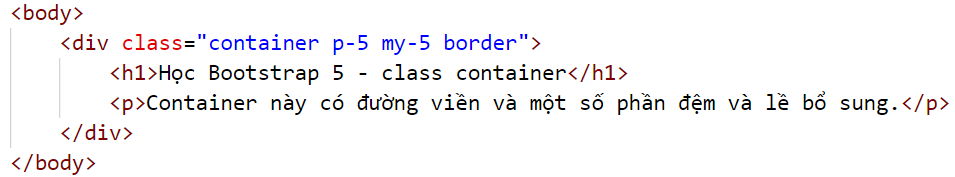 <body>
<div class="container p-5 my-5 border">
<h1>Học Bootstrap 5 - class container</h1>
<p>Container này có đường viền và một số phần đệm và lề bổ sung.</p>
</div>
</body>